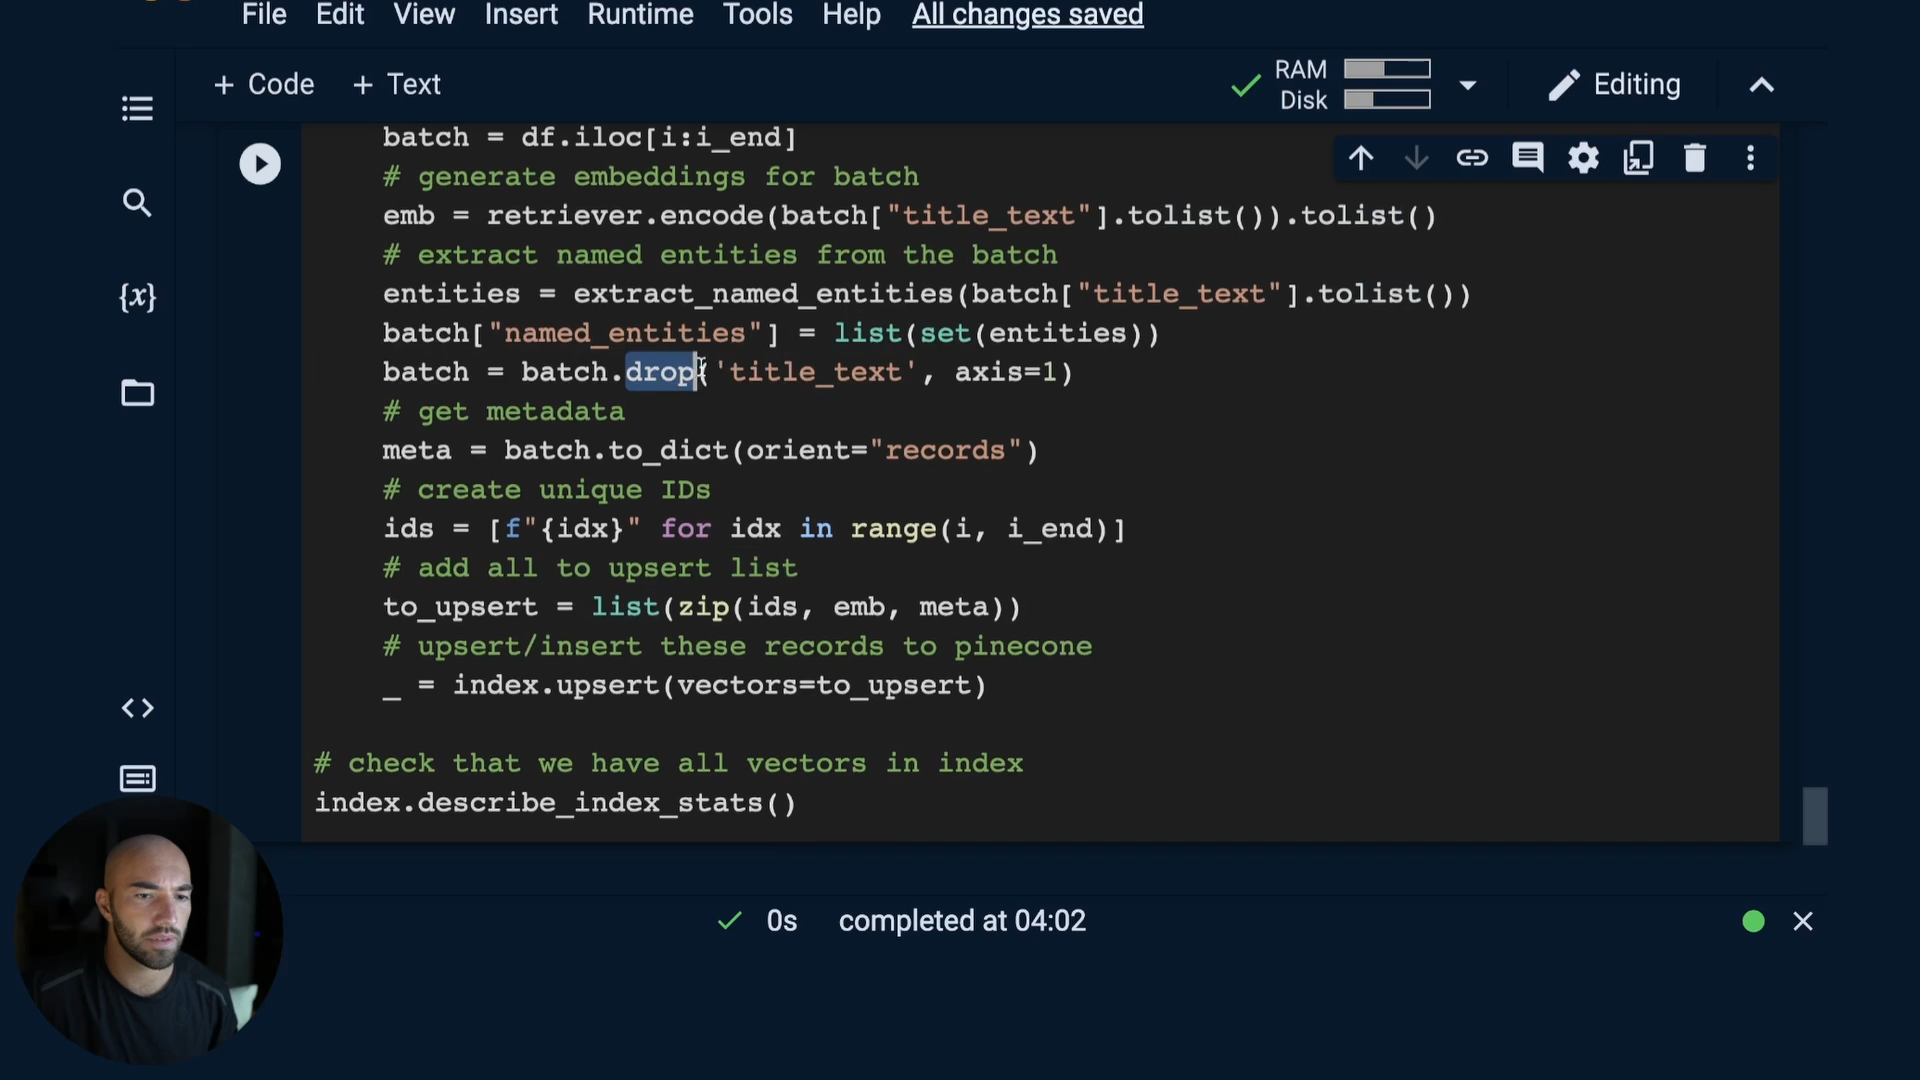 File Edit View Insert Runtime Tools Help All changes saved
+ Code + Text
RAM
Disk
Editing
batch = df.iloc[i:i_end]
# generate embeddings for batch
emb = retriever.encode(batch["title_text"].tolist()).tolist()
# extract named entities from the batch
entities = extract_named_entities(batch["title_text"].tolist())
batch["named_entities"] = list(set(entities))
batch = batch.drop('title_text', axis=1)
# get metadata
meta = batch.to_dict(orient="records")
# create unique IDs
ids = [f"{idx}" for idx in range(i, i_end)]
# add all to upsert list
to_upsert = list(zip(ids, emb, meta))
# upsert/insert these records to pinecone
_ = index.upsert(vectors=to_upsert)
# check that we have all vectors in index
index.describe_index_stats()
{x}
0s completed at 04:02